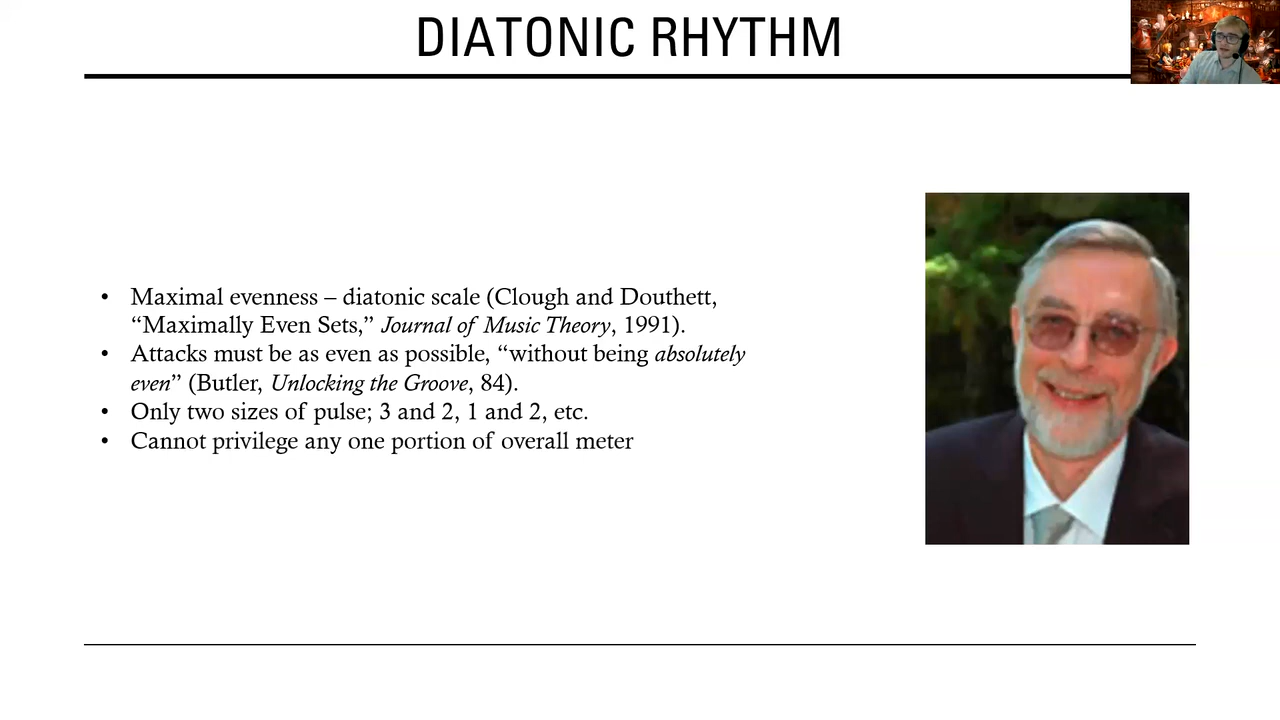 DIATONIC RHYTHM
• Maximal evenness – diatonic scale (Clough and Douthett,
“Maximally Even Sets,” Journal of Music Theory, 1991).
• Attacks must be as even as possible, “without being absolutely
even” (Butler, Unlocking the Groove, 84).
• Only two sizes of pulse; 3 and 2, 1 and 2, etc.
• Cannot privilege any one portion of overall meter